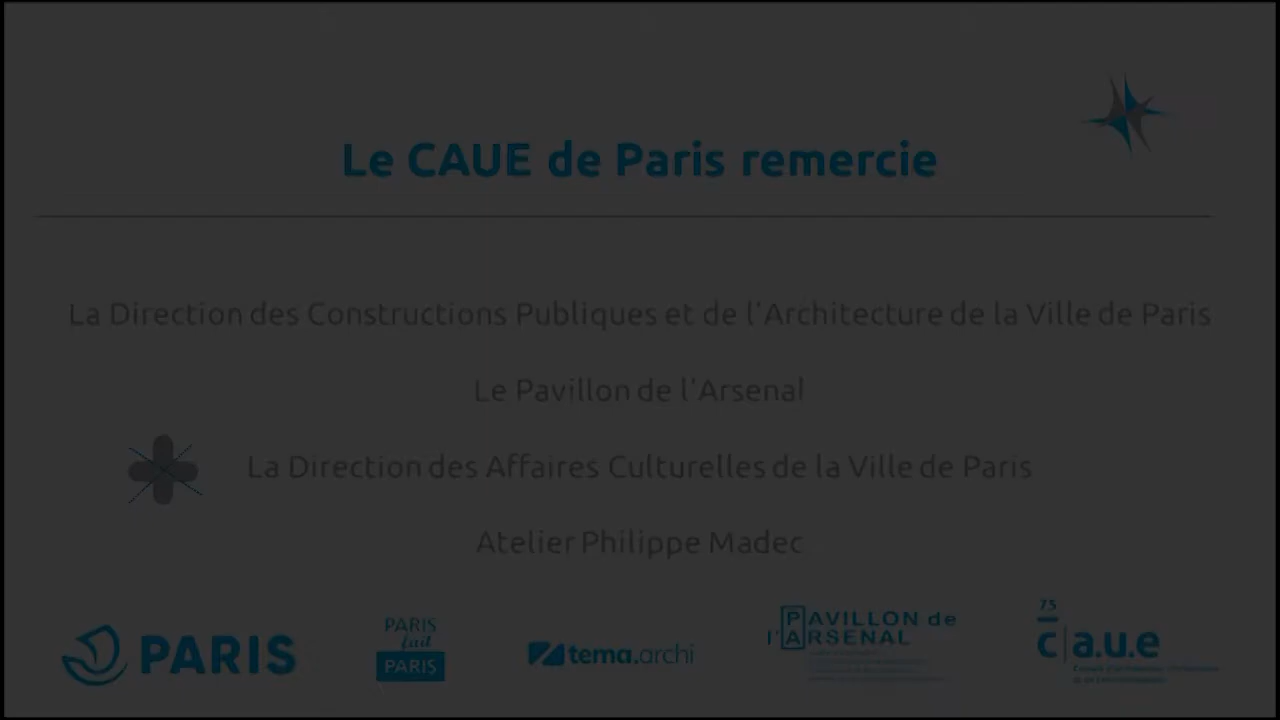 Le CAUE de Paris remercie
La Direction des Constructions Publiques et de l'Architecture de la Ville de Paris
Le Pavillon de l'Arsenal
La Direction des Affaires Culturelles de la Ville de Paris
Atelier Philippe Madec
PARIS
PARIS
fait
PARIS
tema.archi
PAVILLON de
l'ARSENAL
75
c|a.u.e